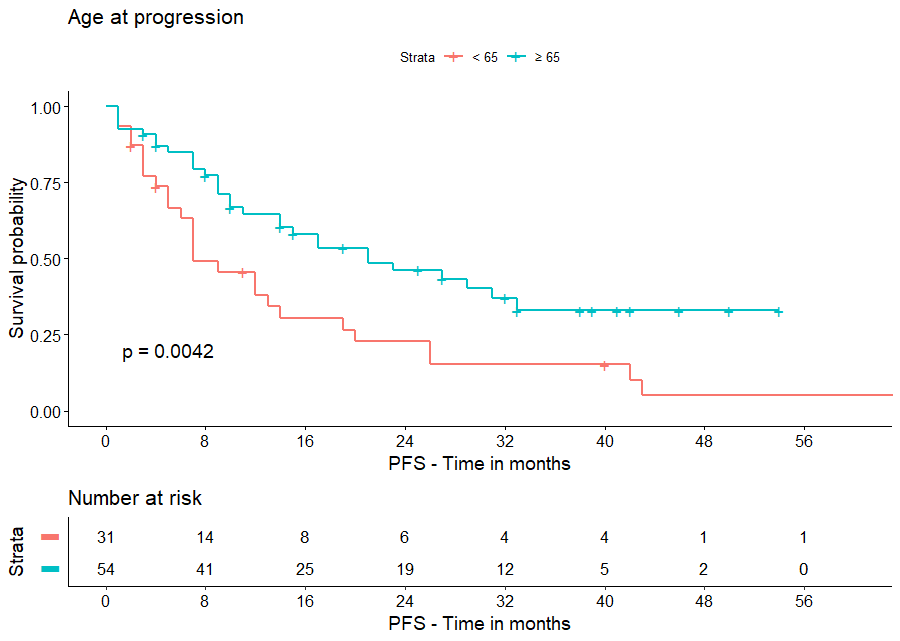 Age at progression
Strata < 65 ≥ 65
Survival probability
1.00
0.75
0.50
0.25
0.00
p = 0.0042
0 8 16 24 32 40 48 56
PFS - Time in months
Number at risk
Strata
31 14 8 6 4 4 1 1
54 41 25 19 12 5 2 0
0 8 16 24 32 40 48 56
PFS - Time in months